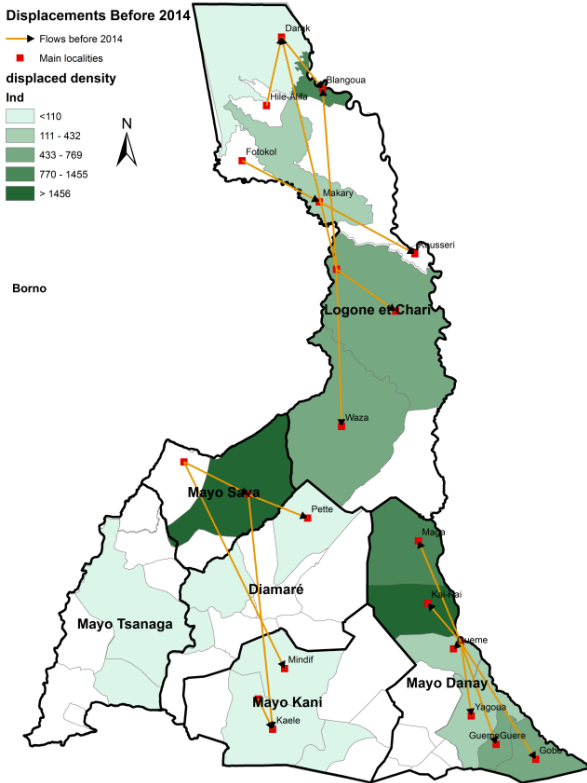 Displacements Before 2014
Flows before 2014
Main localities
displaced density
Ind
<110
111 - 432
433 - 769
770 - 1455
> 1456
N
Darak
Blangoua
Hile-Alifa
Fotokol
Makary
Kousseri
Borno
Logone et Chari
Waza
Mayo Sava
Pette
Maga
Diamaré
Kai-Kai
Mayo Tsanaga
Gueme
Mindif
Mayo Danay
Mayo Kani
Yagoua
Kaele
GuemeGuere
Gobo